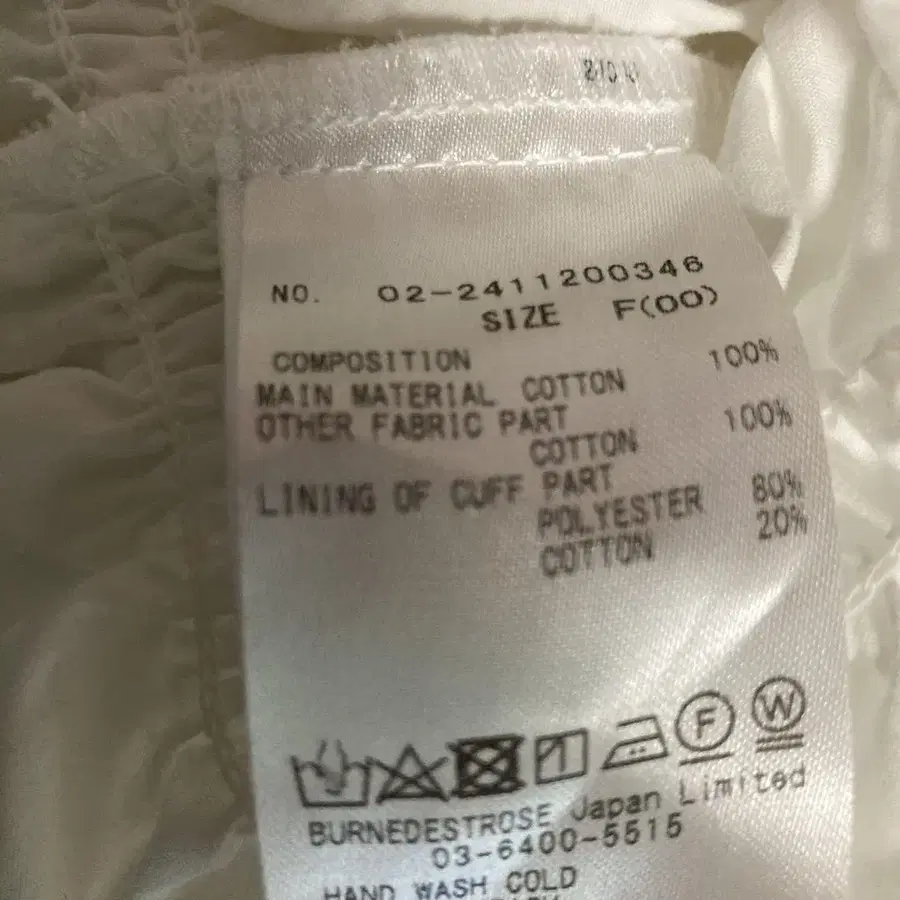 NO. 02-2411200346
SIZE F(00)
COMPOSITION
MAIN MATERIAL COTTON 100%
OTHER FABRIC PART
COTTON 100%
LINING OF CUFF PART
POLYESTER 80%
COTTON 20%
F W
BURNEDESTROSE Japan Limited
03-6400-5515
HAND WASH COLD